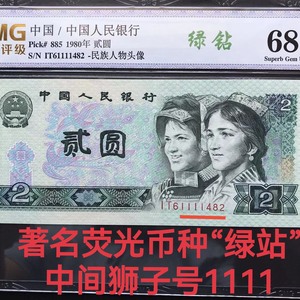 MG 中国 / 中国人民银行
评级 Pick# 885 1980年 贰圆
S/N IT61111482 -民族人物头像
绿钻
68
Superb Gem
中国人民银行
贰圆
2
2
IT61111482
著名荧光币种“绿站”
中间狮子号1111